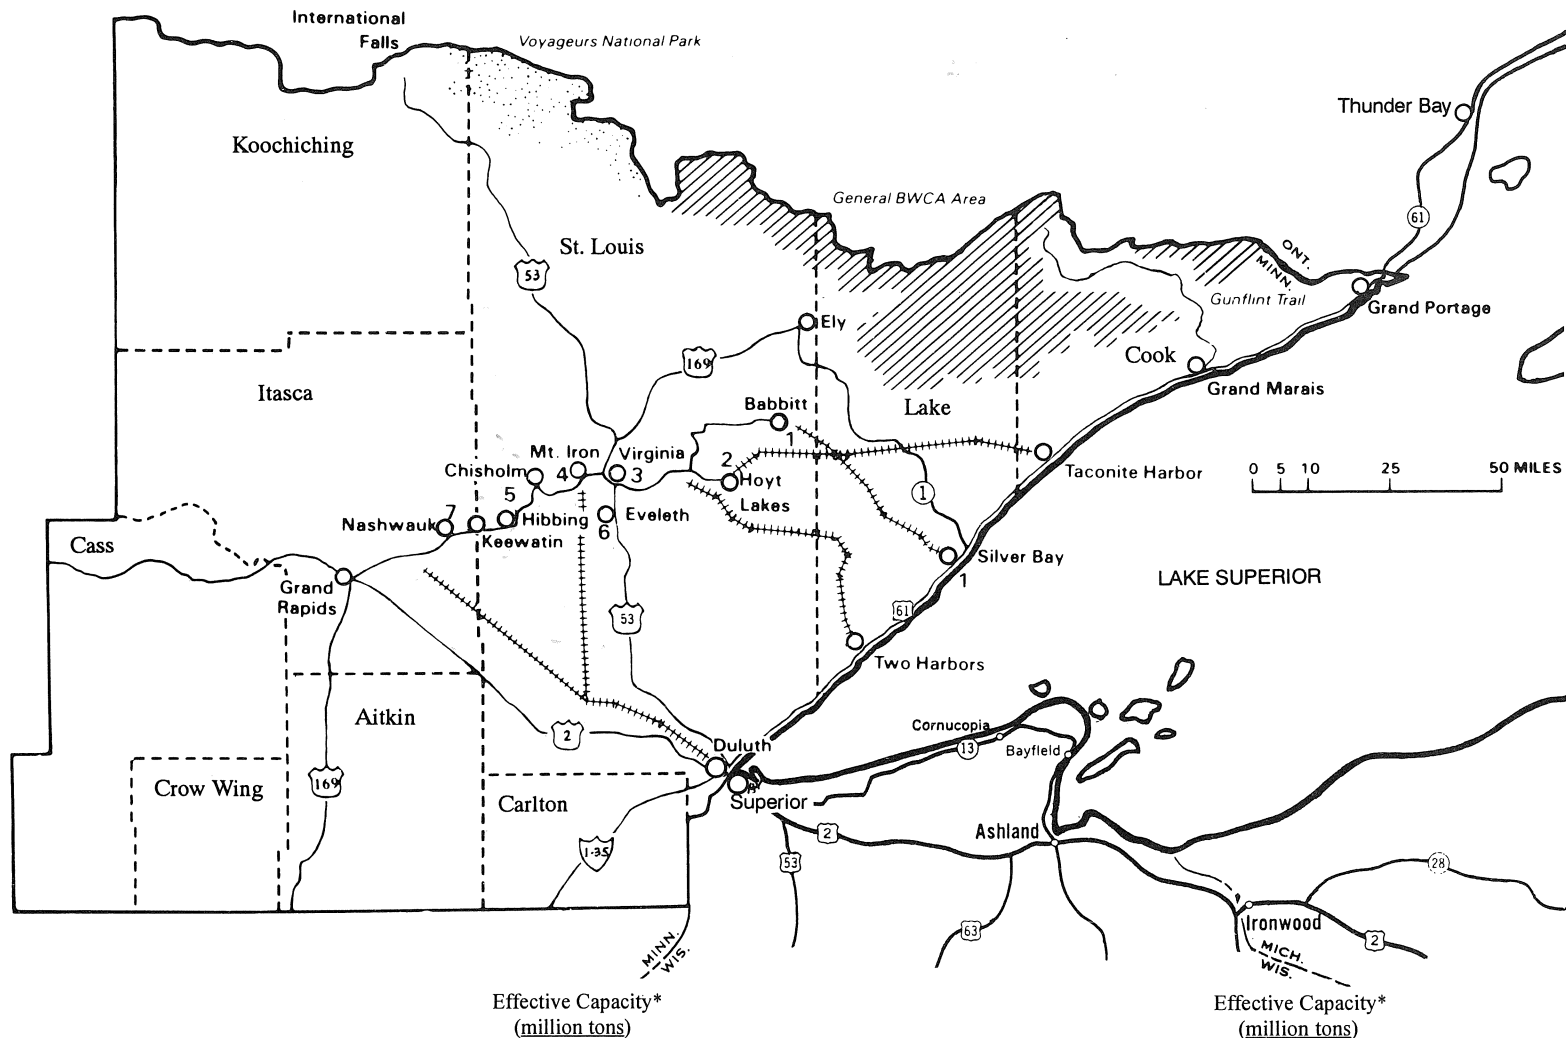 International
Falls
Voyageurs National Park
Thunder Bay
Koochiching
General BWCA Area
61
St. Louis
ONT.
MINN.
53
Gunflint Trail
Grand Portage
Ely
169
Cook
Grand Marais
Itasca
Babbitt
Lake
1
Mt. Iron
Virginia
Chisholm
4
3
2
Hoyt
Lakes
Taconite Harbor
0 5 10 25 50 MILES
5
7
1
Nashwauk
Hibbing
Keewatin
6
Eveleth
Cass
Silver Bay
1
LAKE SUPERIOR
Grand
Rapids
61
53
Two Harbors
Aitkin
2
Cornucopia
13
Bayfield
Duluth
Crow Wing
169
Carlton
Superior
Ashland
2
I-35
53
28
63
Ironwood
2
MINN.
WIS.
MICH.
WIS.
Effective Capacity*
(million tons)
Effective Capacity*
(million tons)